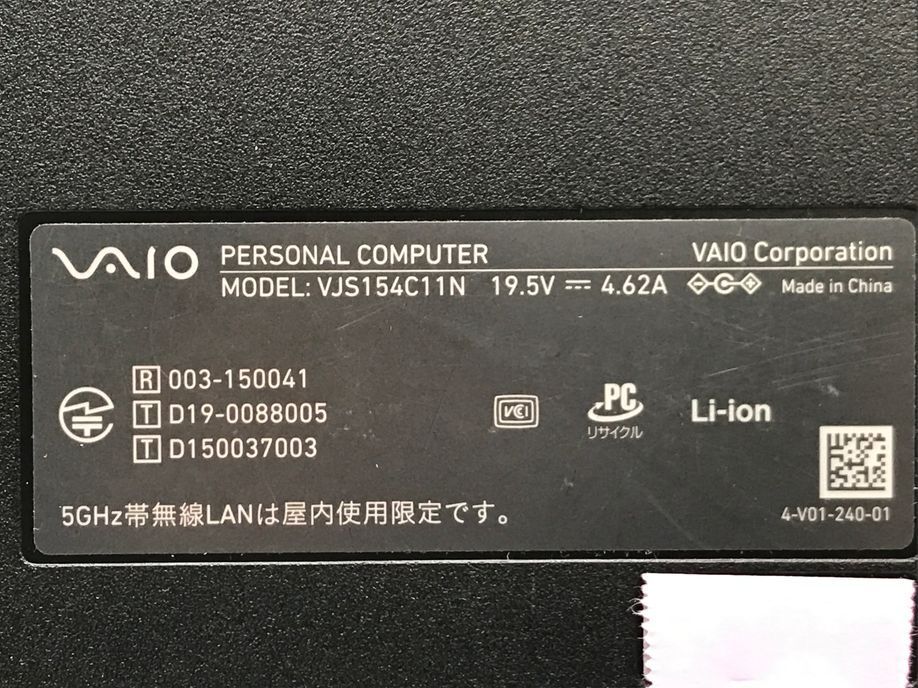 VAIO PERSONAL COMPUTER VAIO Corporation
MODEL: VJS154C11N 19.5V ⎓ 4.62A Made in China
R 003-150041
T D19-0088005
T D150037003
VCI
PC
リサイクル
Li-ion
5GHz帯無線LANは屋内使用限定です。
4-V01-240-01